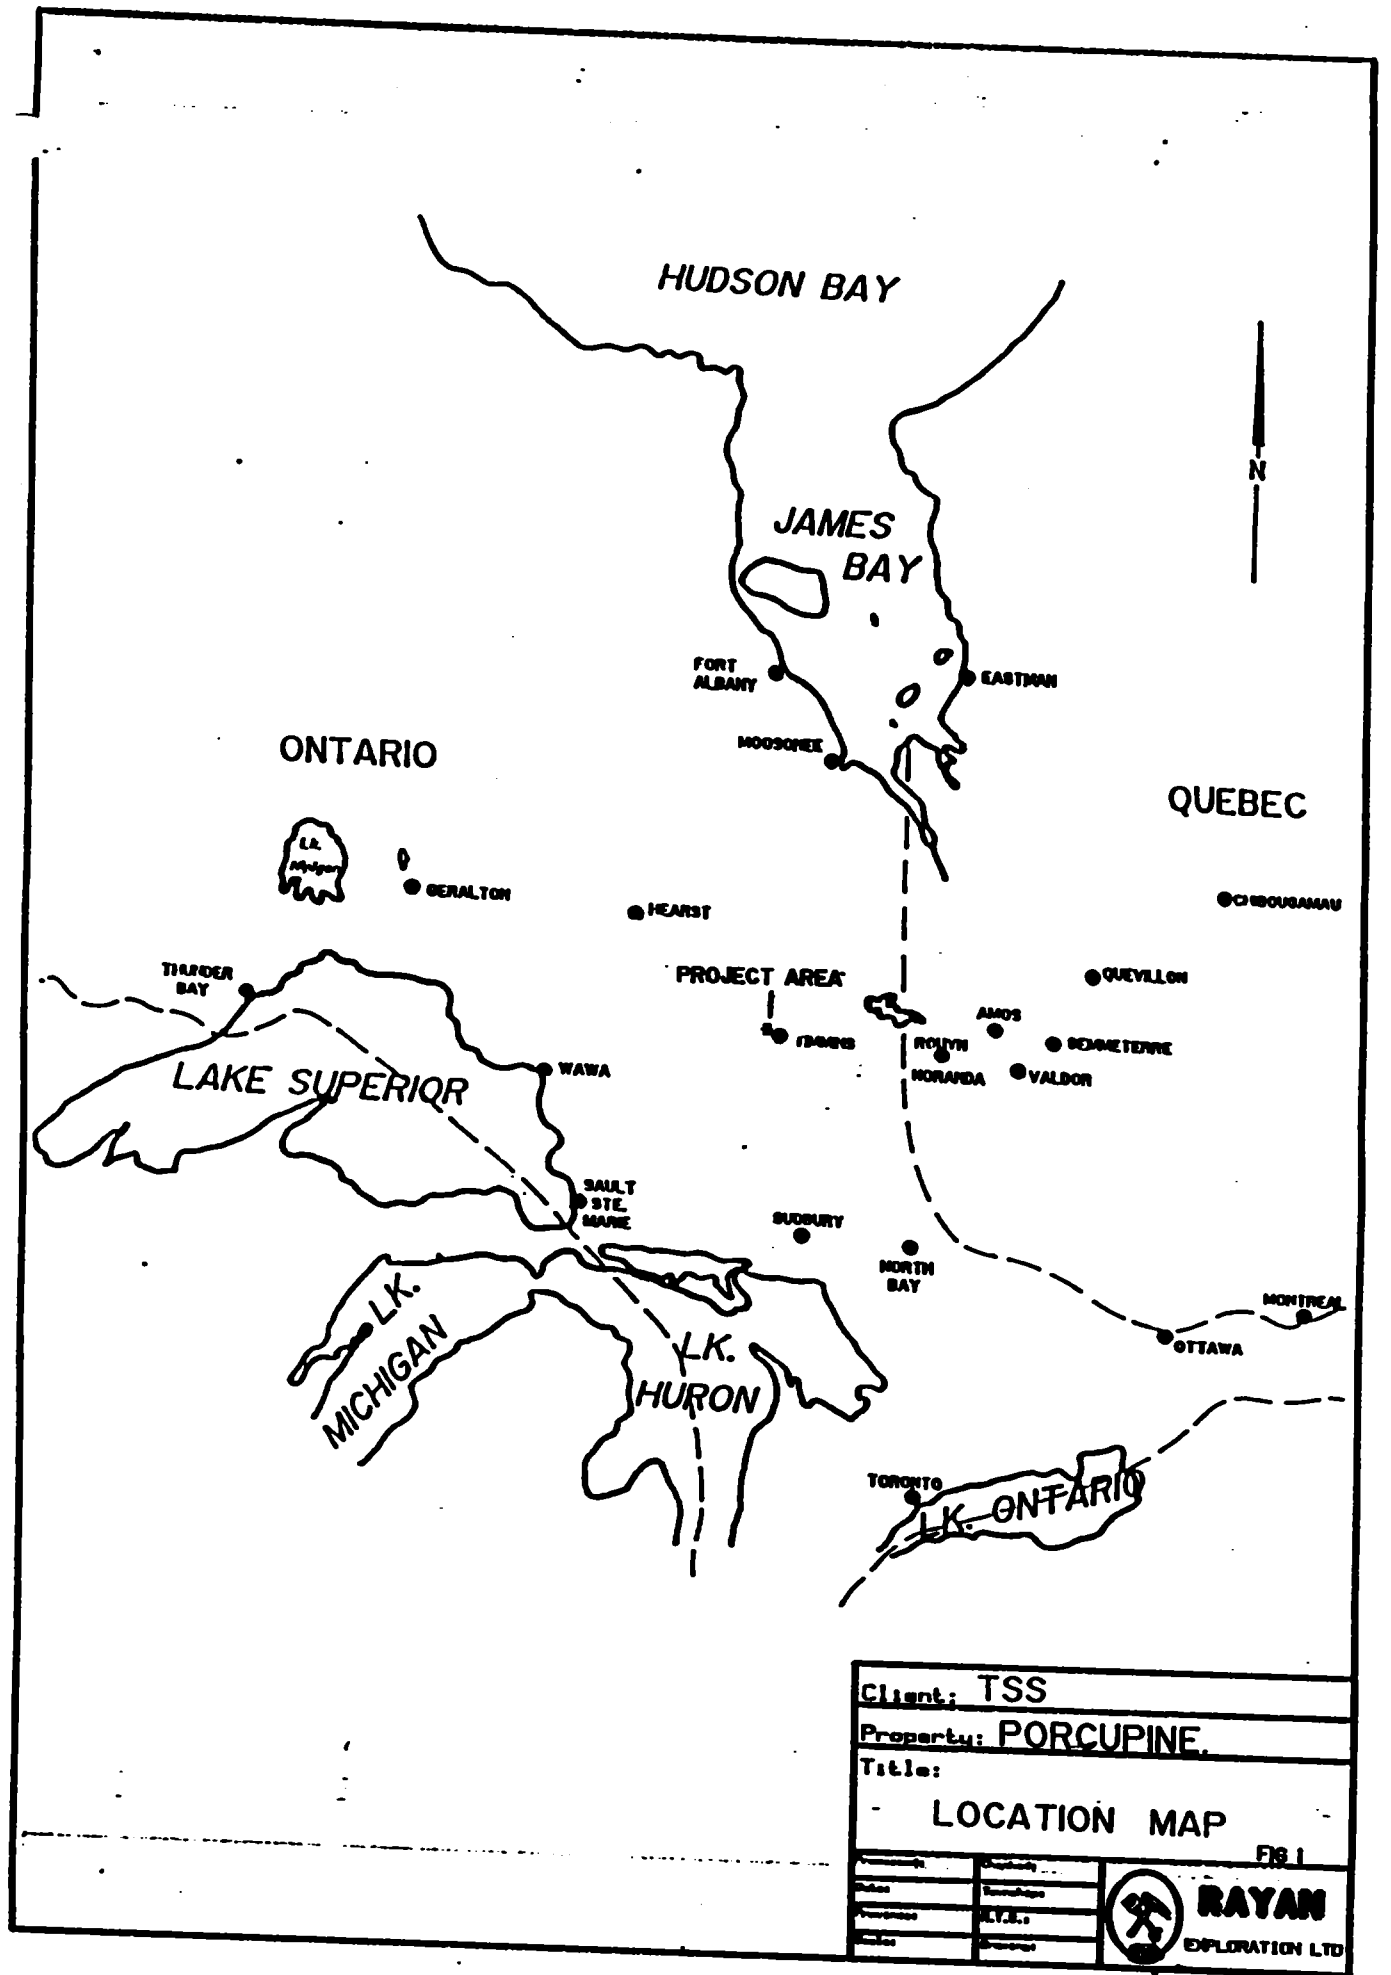 HUDSON BAY
N
JAMES
BAY
FORT
ALBANY
EASTMAN
MOOSONEE
ONTARIO
QUEBEC
Lk.
GERALTON
HEARST
CHIBOUGAMAU
THUNDER
BAY
PROJECT AREA
QUEVILLON
AMOS
TIMMINS
ROUYN
NORANDA
SENNETERRE
VALDOR
WAWA
LAKE SUPERIOR
SAULT
STE.
MARIE
SUDBURY
NORTH
BAY
MONTREAL
OTTAWA
LK.
MICHIGAN
LK.
HURON
TORONTO
LK. ONTARIO
Client: TSS
Property: PORCUPINE.
Title:
LOCATION MAP
FIG 1
N.T.S.:
RAYAN
EXPLORATION LTD